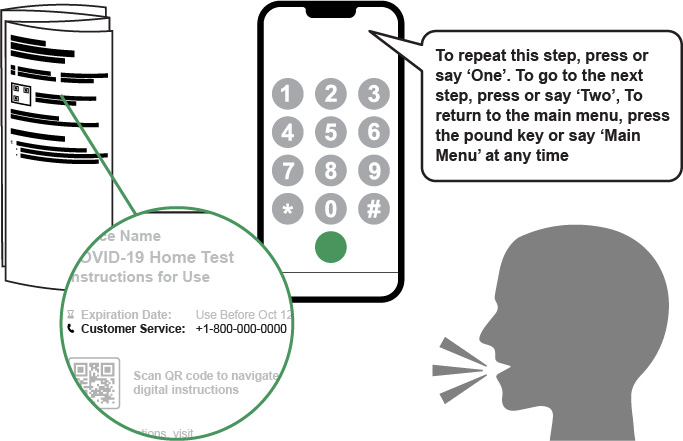 To repeat this step, press or
say ‘One’. To go to the next
step, press or say ‘Two’, To
return to the main menu, press
the pound key or say ‘Main
Menu’ at any time
1 2 3
4 5 6
7 8 9
* 0 #
ce Name
OVID-19 Home Test
nstructions for Use
Expiration Date: Use Before Oct 12
Customer Service: +1-800-000-0000
Scan QR code to navigate
digital instructions
tions, visit